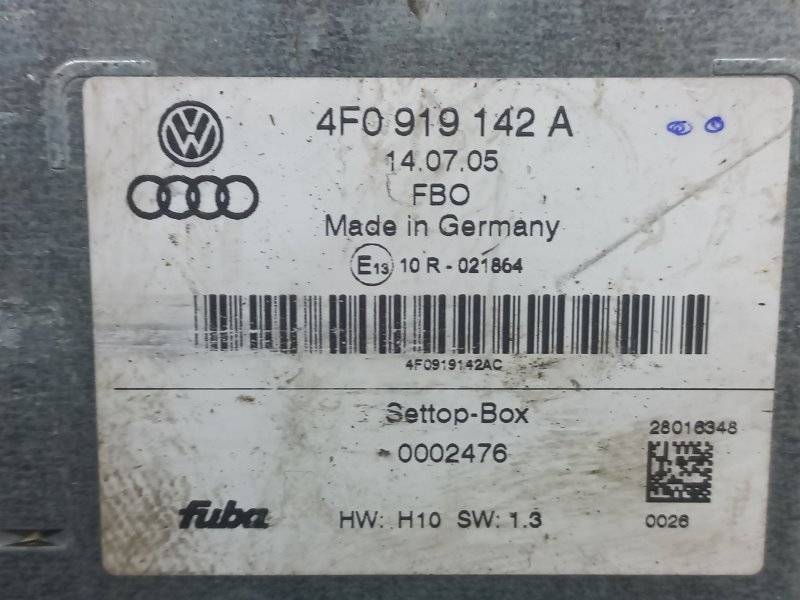 4F0 919 142 A
14.07.05
FBO
Made in Germany
E13 10 R - 021864
4F0919142AC
Settop-Box
0002476
28016348
fuba
HW: H10 SW: 1.3
0026